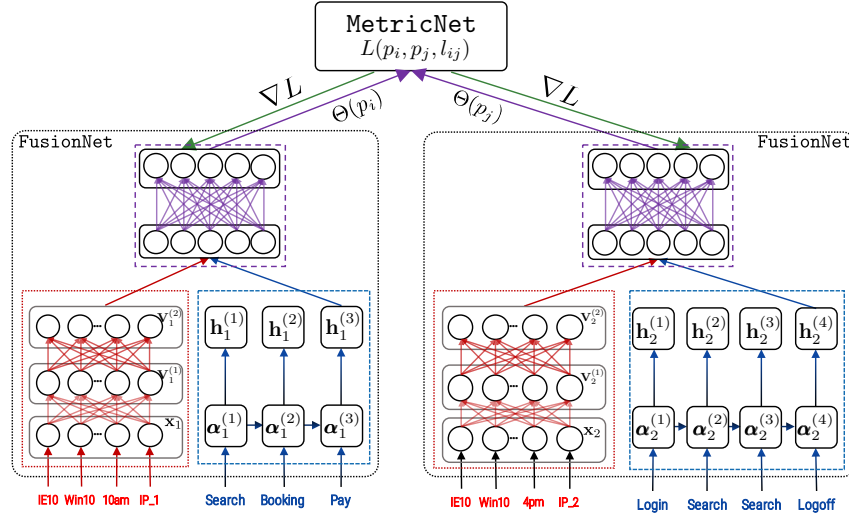 MetricNet
L(p_i, p_j, l_{ij})
∇L
Θ(p_i)
Θ(p_j)
∇L
FusionNet
FusionNet
v_1^{(2)}
v_1^{(1)}
x_1
... 
...
...
...
...
...
h_1^{(1)} h_1^{(2)} h_1^{(3)}
α_1^{(1)} α_1^{(2)} α_1^{(3)}
IE10 Win10 10am IP_1
Search Booking Pay
v_2^{(2)}
v_2^{(1)}
x_2
h_2^{(1)} h_2^{(2)} h_2^{(3)} h_2^{(4)}
α_2^{(1)} α_2^{(2)} α_2^{(3)} α_2^{(4)}
IE10 Win10 4pm IP_2
Login Search Search Logoff